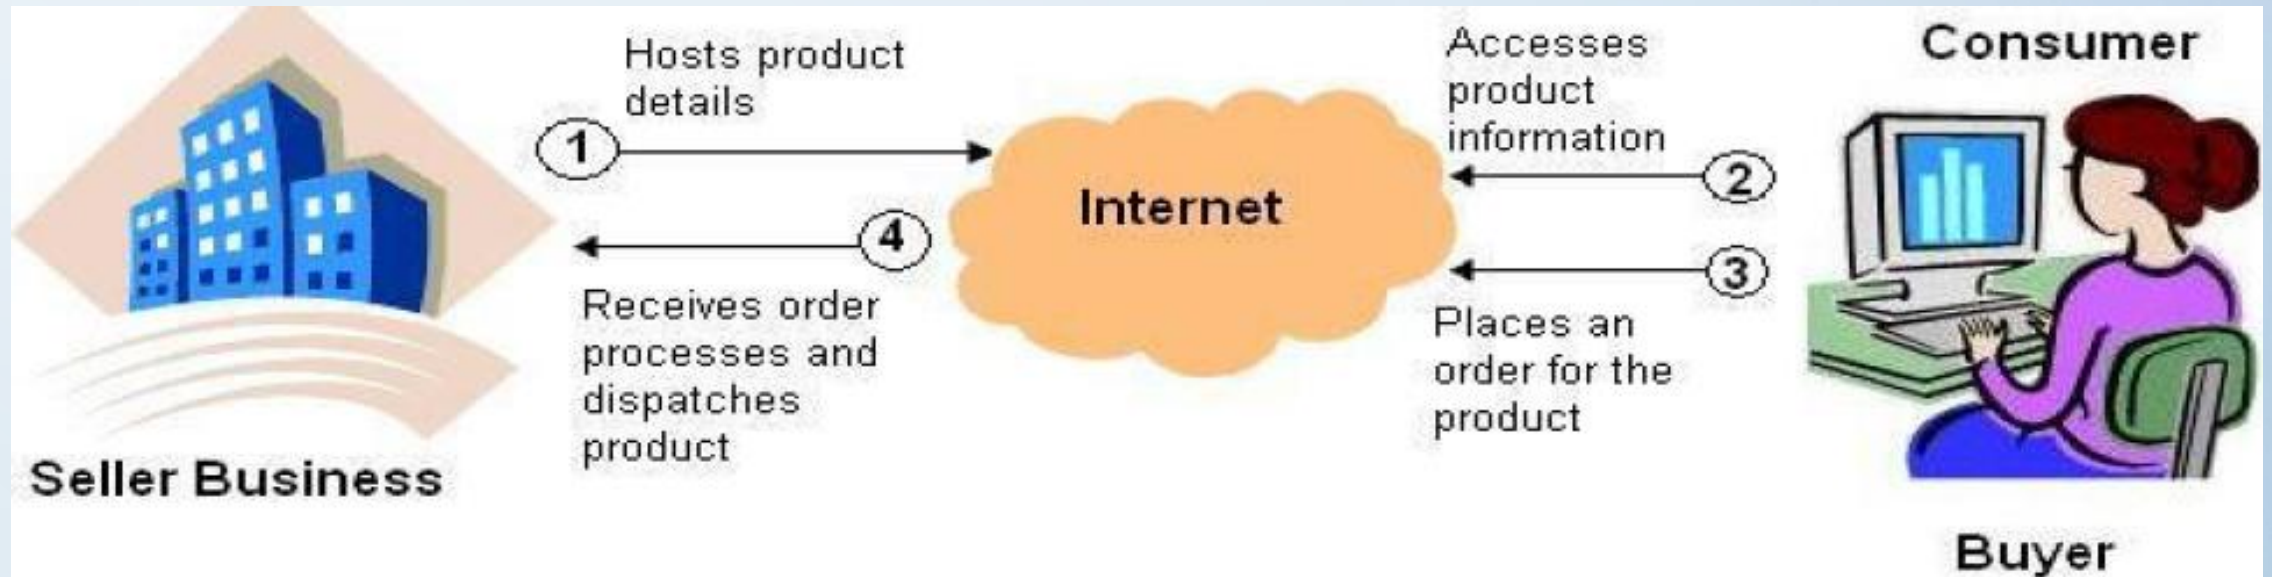 Hosts product
details
1
4
Receives order
processes and
dispatches
product
Seller Business
Internet
Accesses
product
information
2
3
Places an
order for the
product
Consumer
Buyer